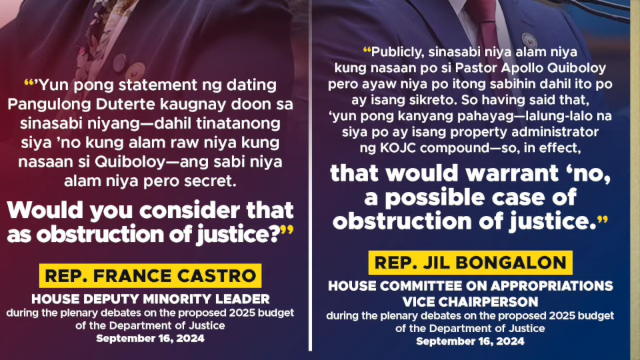 “’Yun pong statement ng dating
Pangulong Duterte kaugnay doon sa
sinasabi niyang—dahil tinatanong
siya ’no kung alam raw niya kung
nasaan si Quiboloy—ang sabi niya
alam niya pero secret.
Would you consider that
as obstruction of justice?”
REP. FRANCE CASTRO
HOUSE DEPUTY MINORITY LEADER
during the plenary debates on the proposed 2025 budget
of the Department of Justice
September 16, 2024
“Publicly, sinasabi niya alam niya
kung nasaan po si Pastor Apollo Quiboloy
pero ayaw niya po itong sabihin dahil ito po
ay isang sikreto. So having said that,
‘yun pong kanyang pahayag—lalung-lalo na
siya po ay isang property administrator
ng KOJC compound—so, in effect,
that would warrant ‘no,
a possible case of
obstruction of justice.”
REP. JIL BONGALON
HOUSE COMMITTEE ON APPROPRIATIONS
VICE CHAIRPERSON
during the plenary debates on the proposed 2025 budget
of the Department of Justice
September 16, 2024